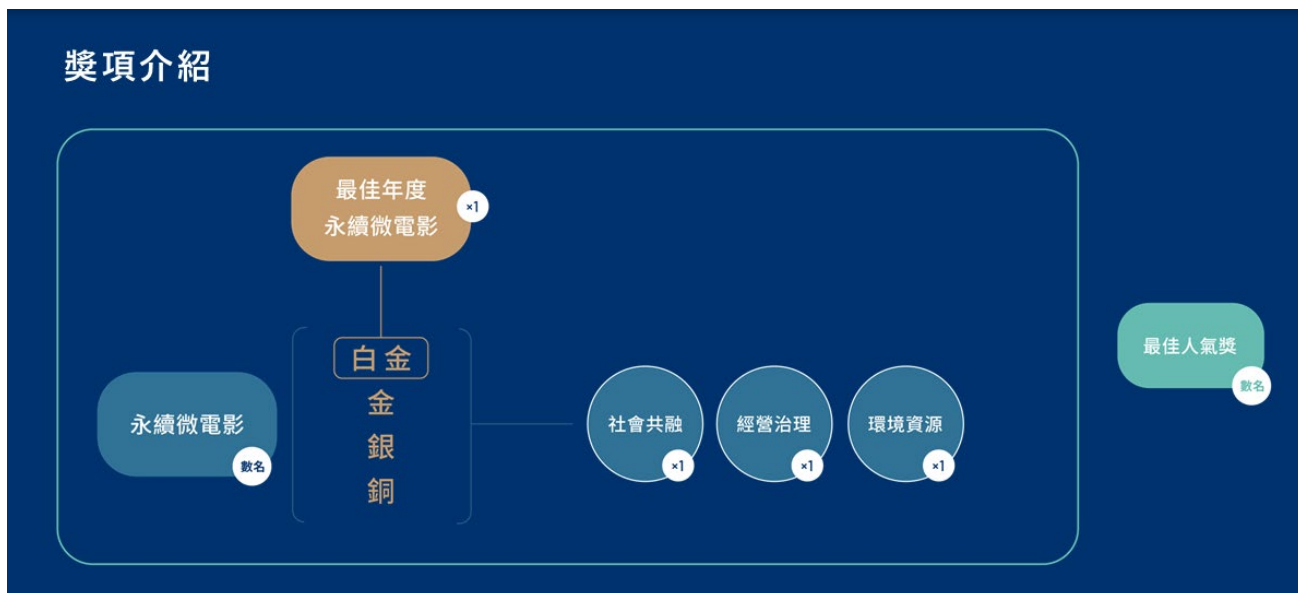 獎項介紹
最佳年度
永續微電影
×1
永續微電影
數名
白金
金
銀
銅
社會共融
×1
經營治理
×1
環境資源
×1
最佳人氣獎
數名